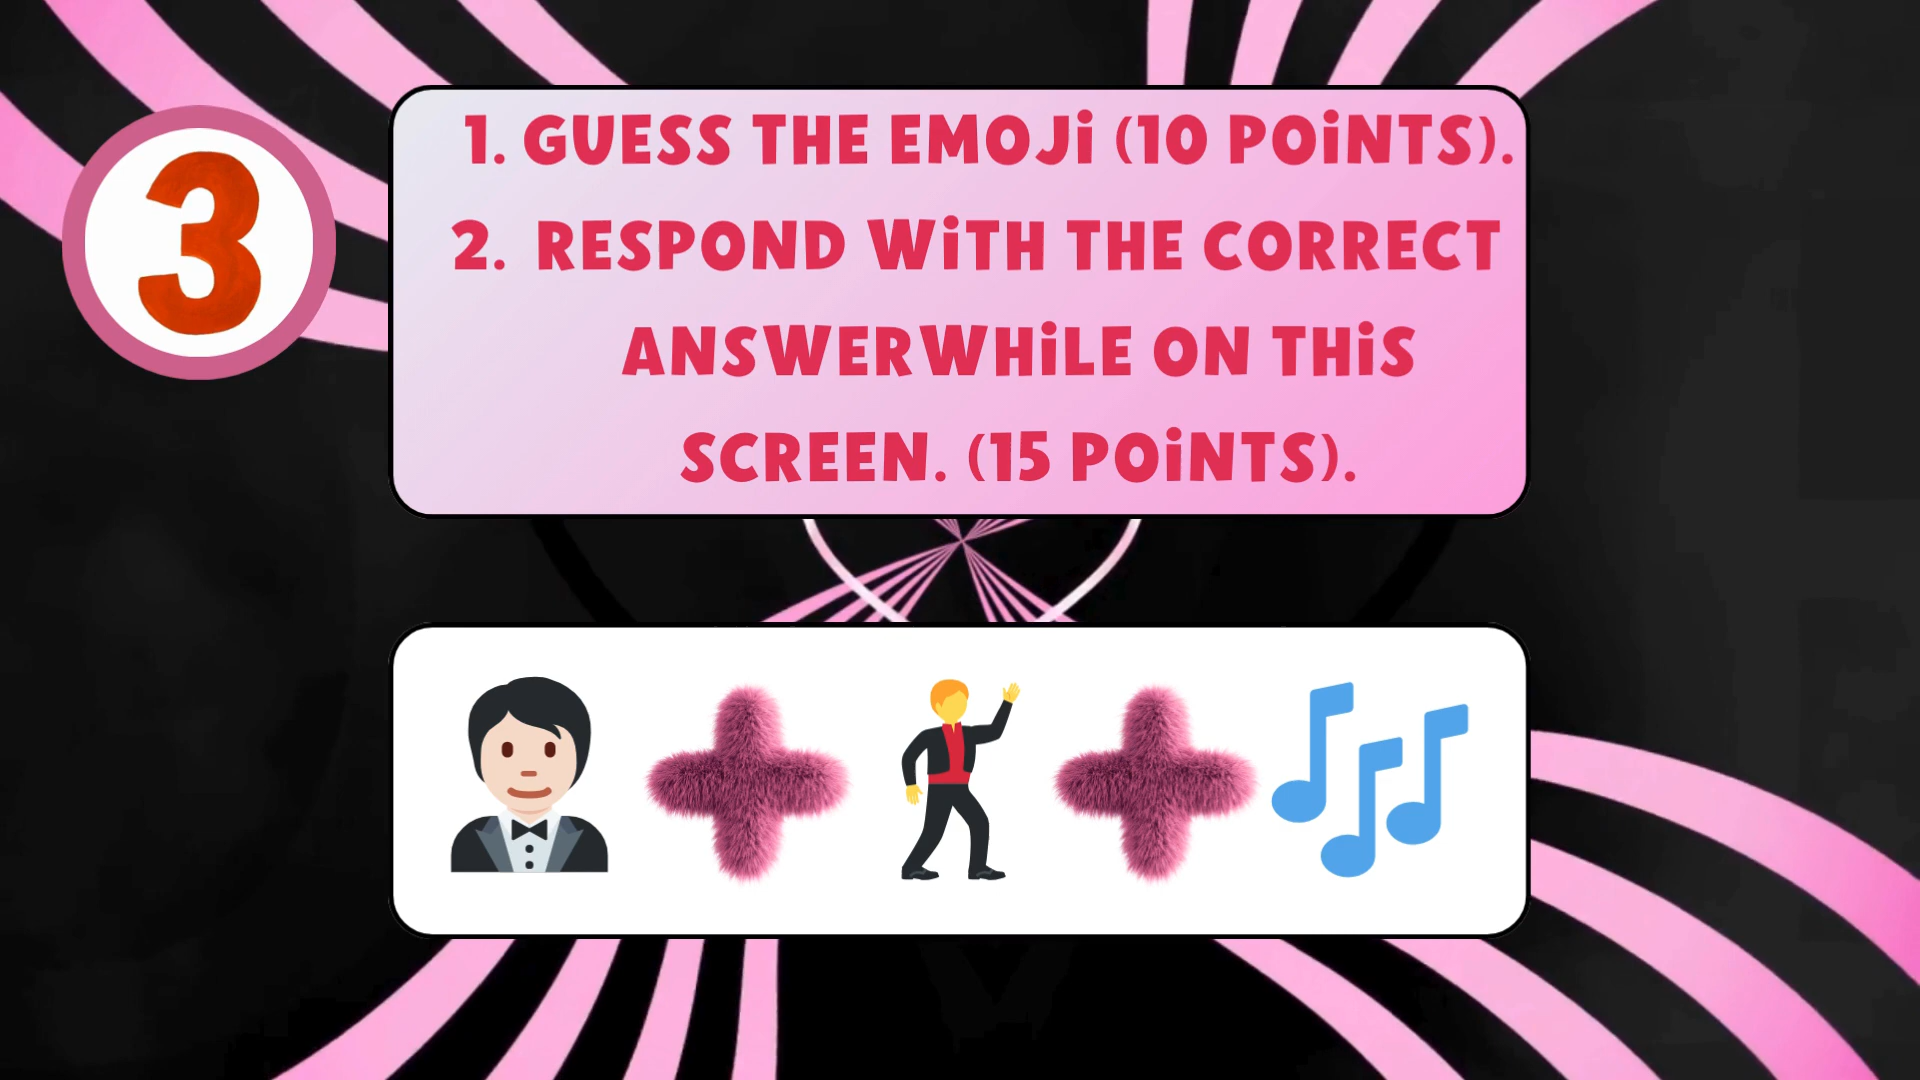 3
1. GUESS THE EMOJi (10 POiNTS).
2. RESPOND WiTH THE CORRECT
ANSWERWHiLE ON THiS
SCREEN. (15 POiNTS).